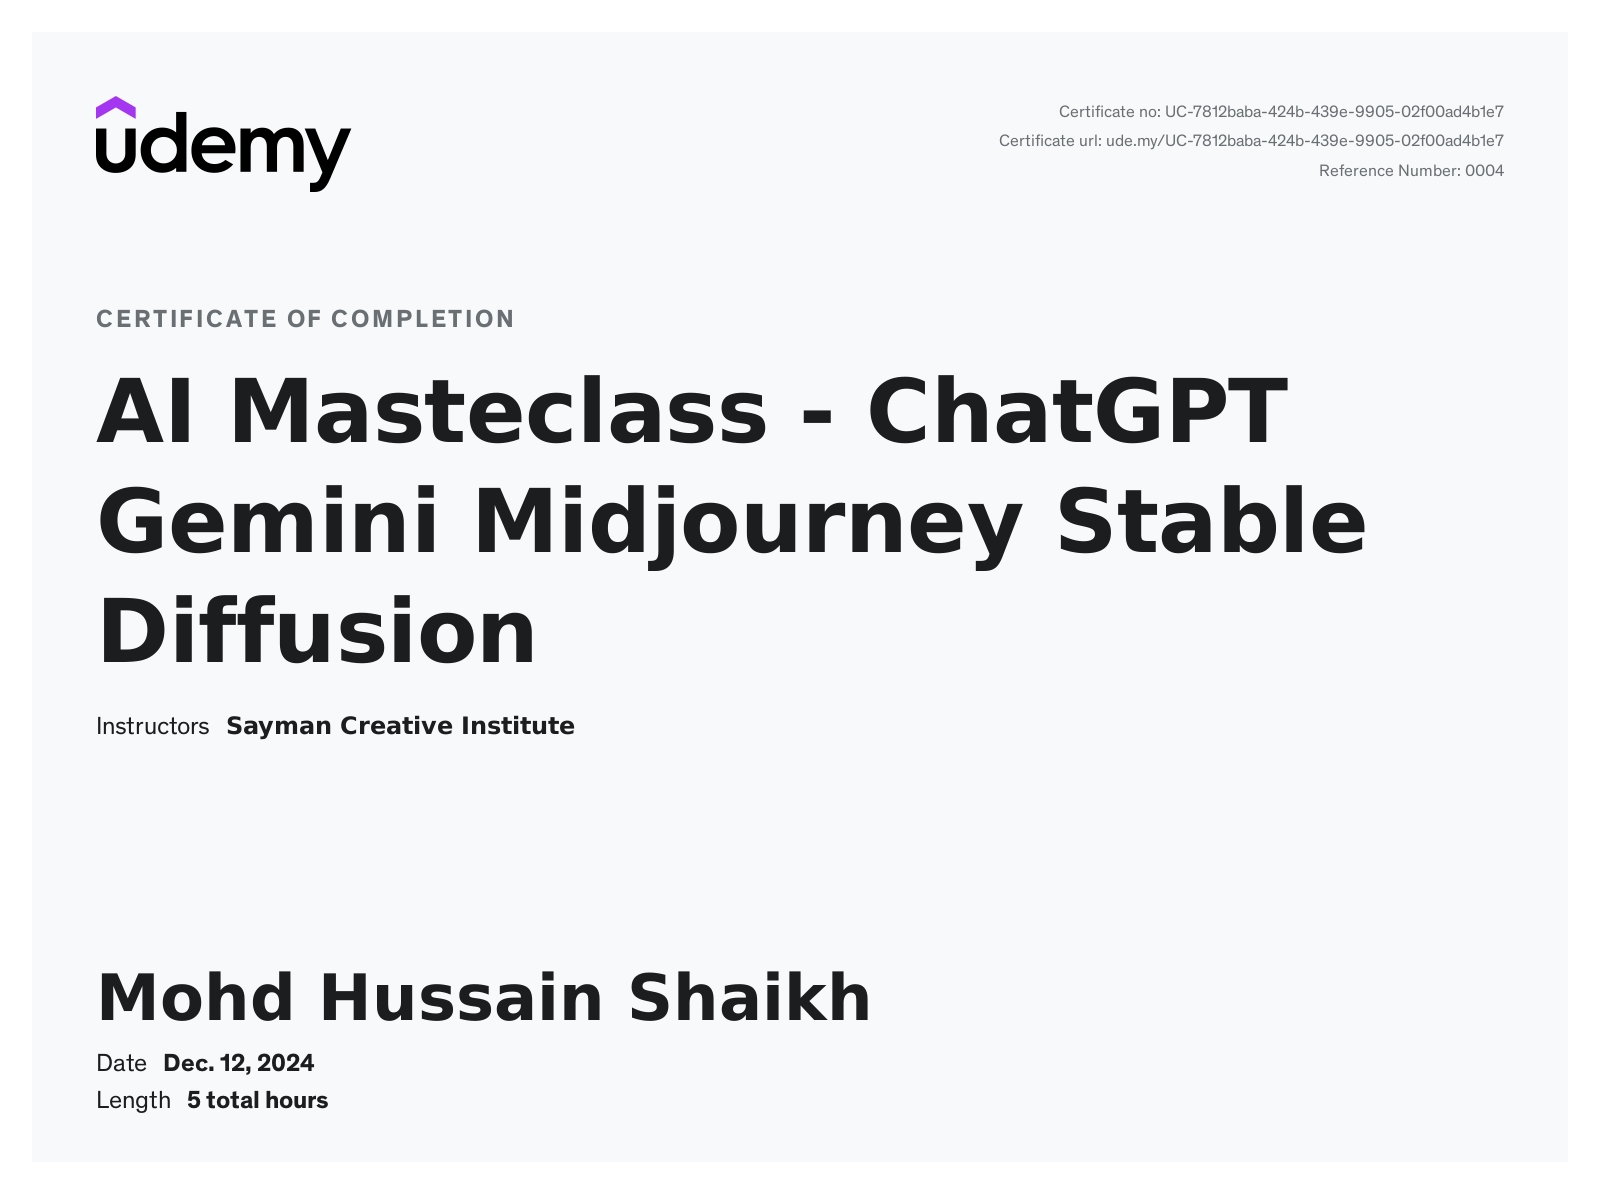 udemy
Certificate no: UC-7812baba-424b-439e-9905-02f00ad4b1e7
Certificate url: ude.my/UC-7812baba-424b-439e-9905-02f00ad4b1e7
Reference Number: 0004
CERTIFICATE OF COMPLETION
AI Masteclass - ChatGPT
Gemini Midjourney Stable
Diffusion
Instructors Sayman Creative Institute
Mohd Hussain Shaikh
Date Dec. 12, 2024
Length 5 total hours